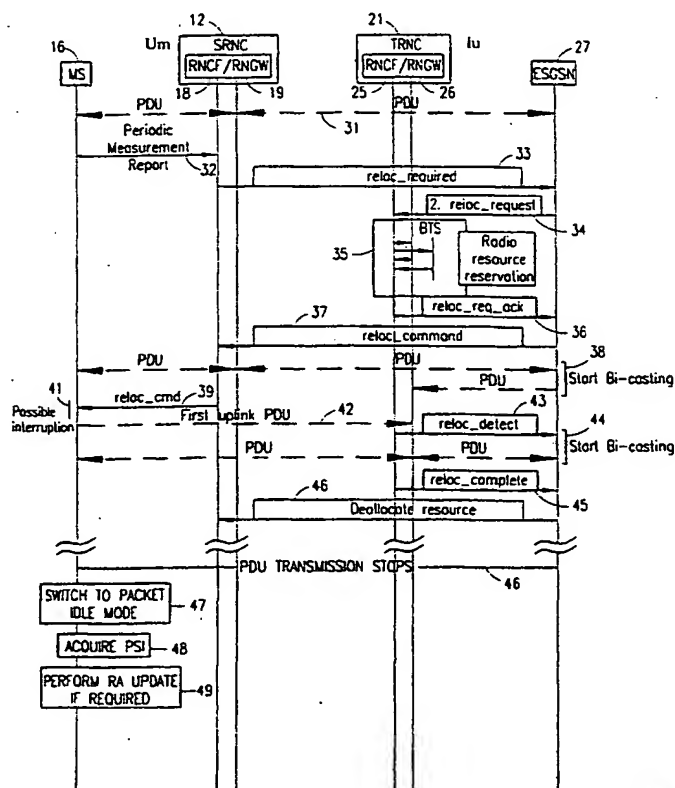 12
21
16
Um
SRNC
TRNC
Iu
27
MS
RNCF/RNGW
RNCF/RNGW
ESGSN
18
19
25
26
PDU
PDU
31
Periodic
Measurement
Report
32
33
reloc_required
2. reloc_request
34
35
BTS
Radio
resource
reservation
37
reloc_req_ack
36
reloc_command
PDU
PDU
38
PDU
Start Bi-casting
41
reloc_cmd
39
Possible
interruption
First uplink PDU
42
43
reloc_detect
44
PDU
PDU
Start Bi-casting
46
reloc_complete
45
Deallocate resource
PDU TRANSMISSION STOPS
46
SWITCH TO PACKET
IDLE MODE
47
ACQUIRE PSI
48
PERFORM RA UPDATE
IF REQUIRED
49